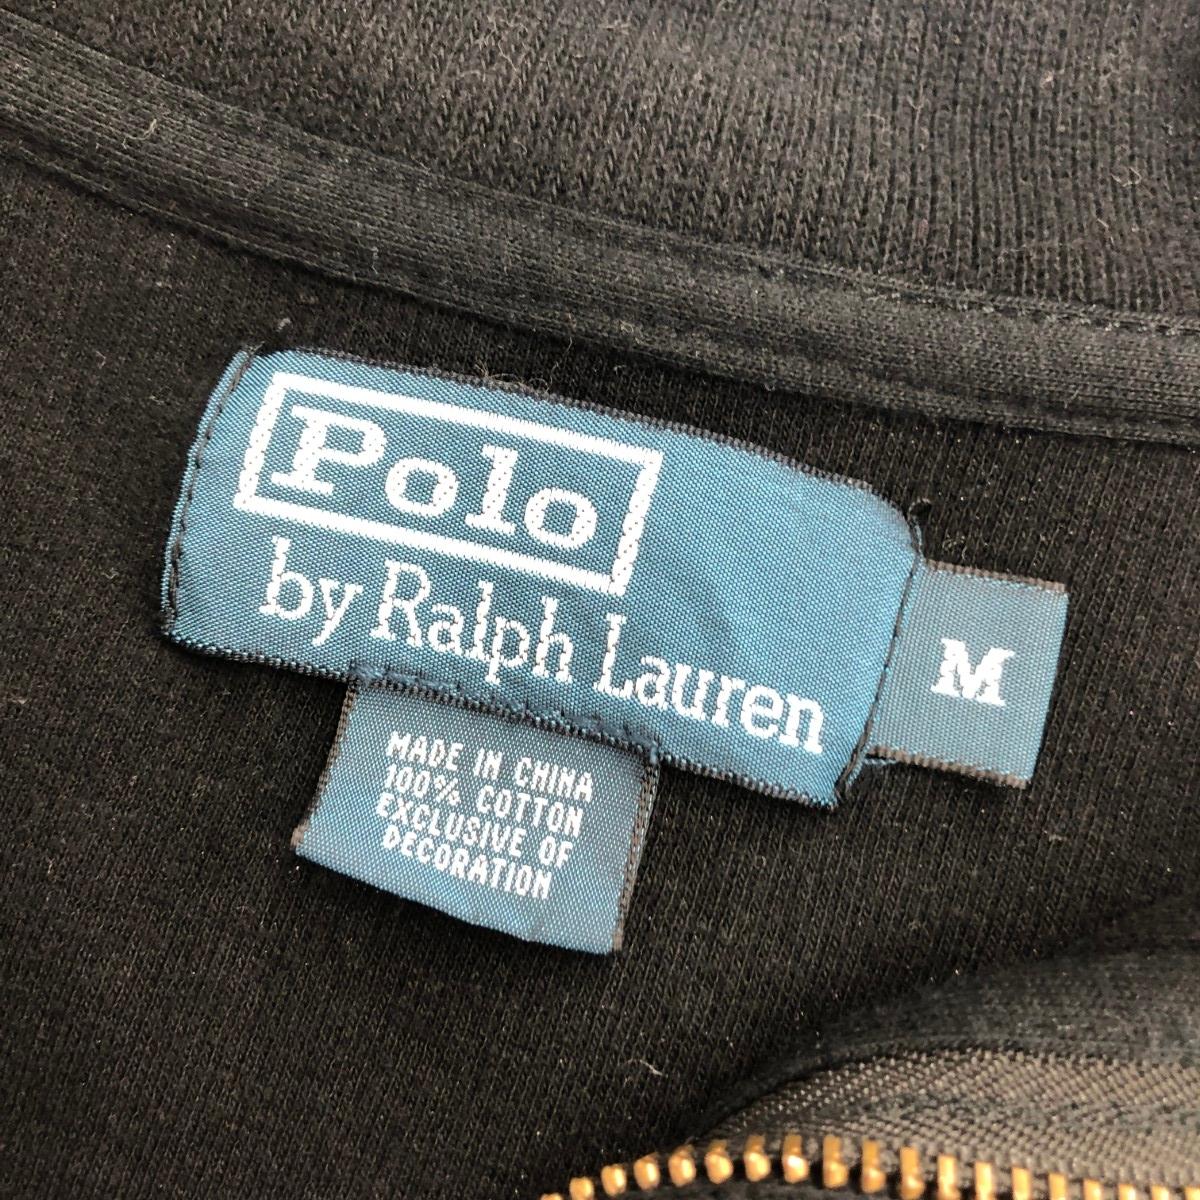 Polo
by Ralph Lauren
M
MADE IN CHINA
100% COTTON
EXCLUSIVE OF
DECORATION